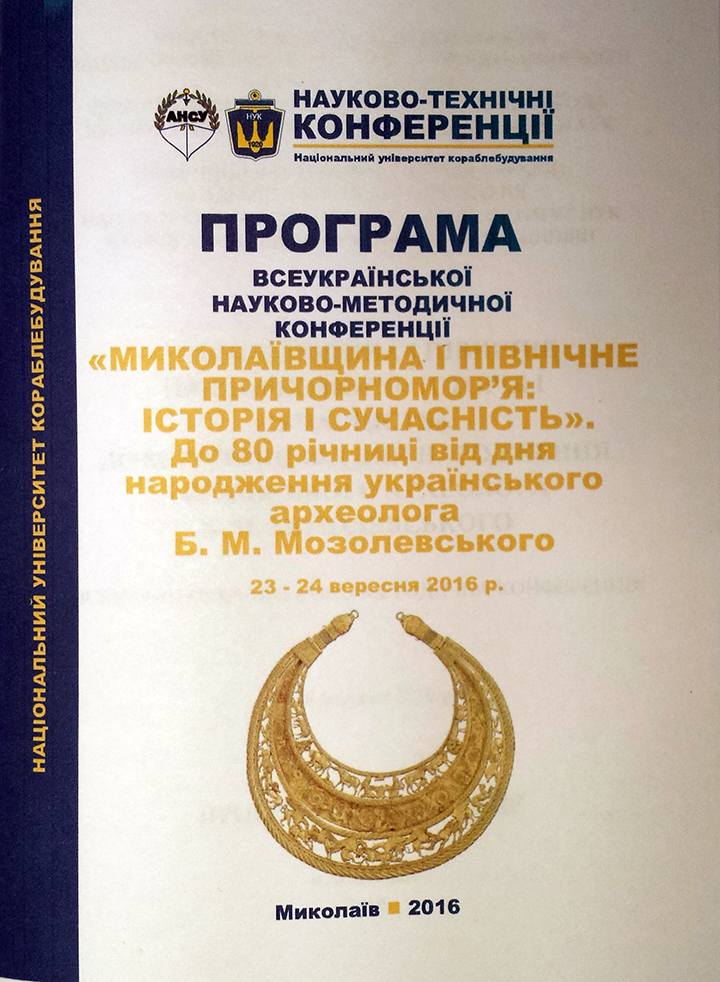 АНСУ
НУК
1920
НАУКОВО-ТЕХНІЧНІ
КОНФЕРЕНЦІЇ
Національний університет кораблебудування
ПРОГРАМА
ВСЕУКРАЇНСЬКОЇ
НАУКОВО-МЕТОДИЧНОЇ
КОНФЕРЕНЦІЇ
«МИКОЛАЇВЩИНА І ПІВНІЧНЕ
ПРИЧОРНОМОР’Я:
ІСТОРІЯ І СУЧАСНІСТЬ».
До 80 річниці від дня
народження українського
археолога
Б. М. Мозолевського
23 - 24 вересня 2016 р.
Миколаїв ■ 2016
НАЦІОНАЛЬНИЙ УНІВЕРСИТЕТ КОРАБЛЕБУДУВАННЯ